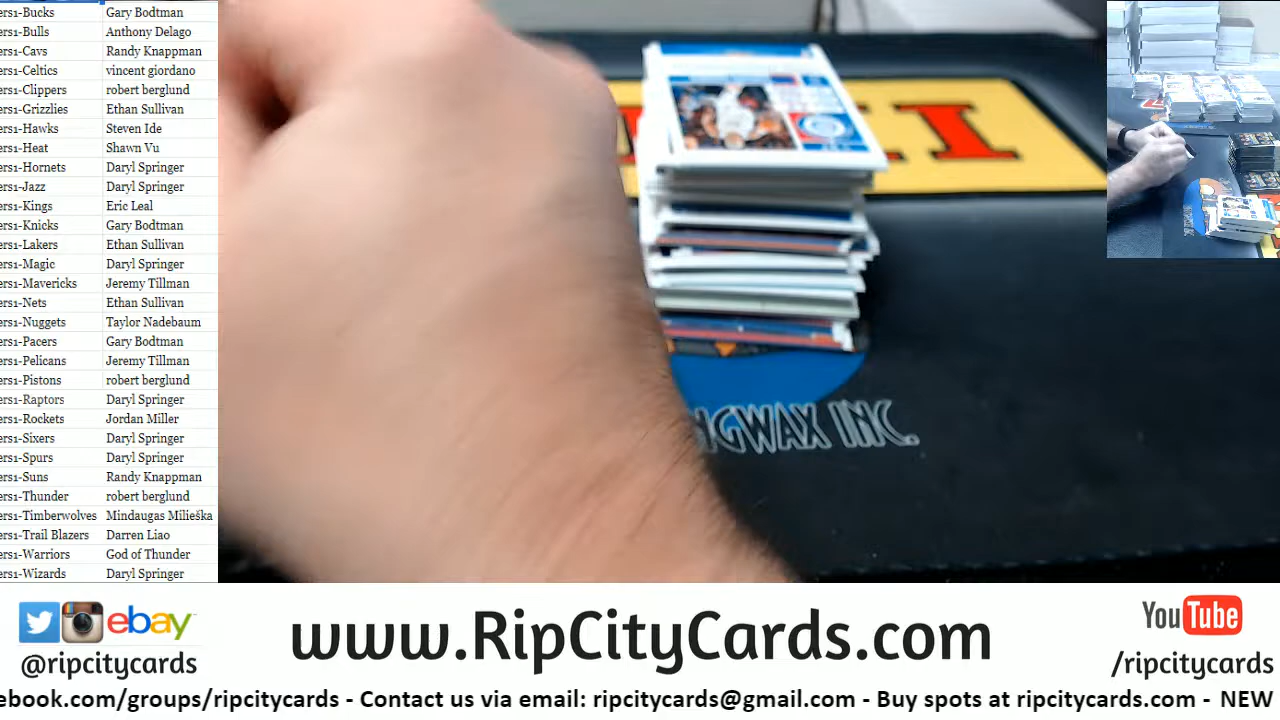 ers1-Bucks Gary Bodtman
ers1-Bulls Anthony Delago
ers1-Cavs Randy Knappman
ers1-Celtics vincent giordano
ers1-Clippers robert berglund
ers1-Grizzlies Ethan Sullivan
ers1-Hawks Steven Ide
ers1-Heat Shawn Vu
ers1-Hornets Daryl Springer
ers1-Jazz Daryl Springer
ers1-Kings Eric Leal
ers1-Knicks Gary Bodtman
ers1-Lakers Ethan Sullivan
ers1-Magic Daryl Springer
ers1-Mavericks Jeremy Tillman
ers1-Nets Ethan Sullivan
ers1-Nuggets Taylor Nadebaum
ers1-Pacers Gary Bodtman
ers1-Pelicans Jeremy Tillman
ers1-Pistons robert berglund
ers1-Raptors Daryl Springer
ers1-Rockets Jordan Miller
ers1-Sixers Daryl Springer
ers1-Spurs Daryl Springer
ers1-Suns Randy Knappman
ers1-Thunder robert berglund
ers1-Timberwolves Mindaugas Milieška
ers1-Trail Blazers Darren Liao
ers1-Warriors God of Thunder
ers1-Wizards Daryl Springer
NGWAX INC.
ebay
@ripcitycards
www.RipCityCards.com
YouTube
/ripcitycards
ebook.com/groups/ripcitycards - Contact us via email: ripcitycards@gmail.com - Buy spots at ripcitycards.com - NEW